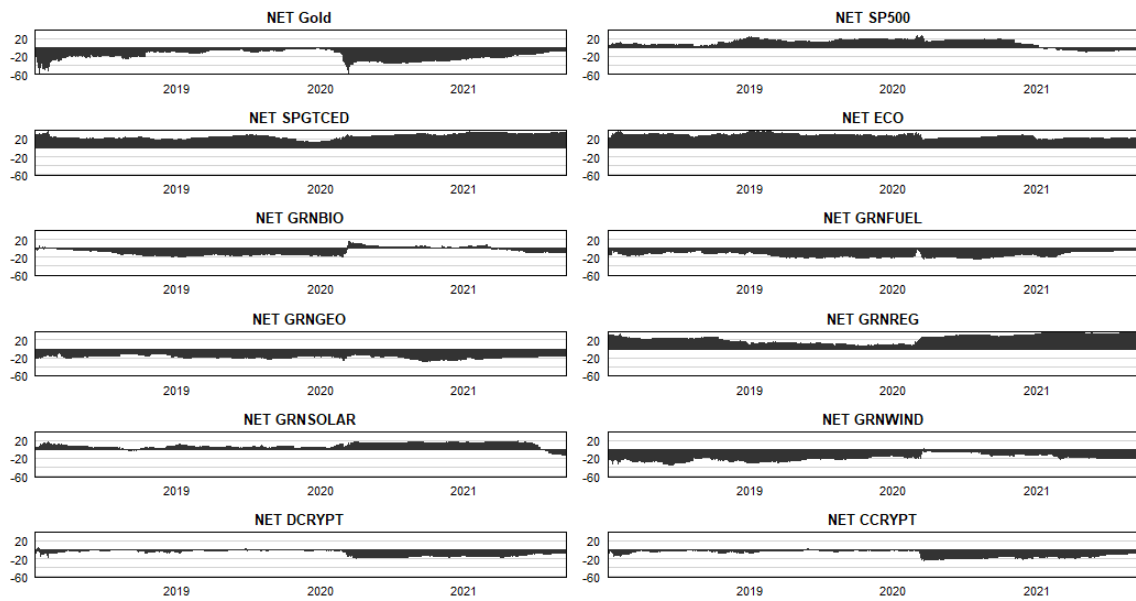 NET Gold
20
-20
-60
2019 2020 2021
NET SP500
20
-20
-60
2019 2020 2021
NET SPGTCED
20
-20
-60
2019 2020 2021
NET ECO
20
-20
-60
2019 2020 2021
NET GRNBIO
20
-20
-60
2019 2020 2021
NET GRNFUEL
20
-20
-60
2019 2020 2021
NET GRNGEO
20
-20
-60
2019 2020 2021
NET GRNREG
20
-20
-60
2019 2020 2021
NET GRNSOLAR
20
-20
-60
2019 2020 2021
NET GRNWIND
20
-20
-60
2019 2020 2021
NET DCRYPT
20
-20
-60
2019 2020 2021
NET CCRYPT
20
-20
-60
2019 2020 2021